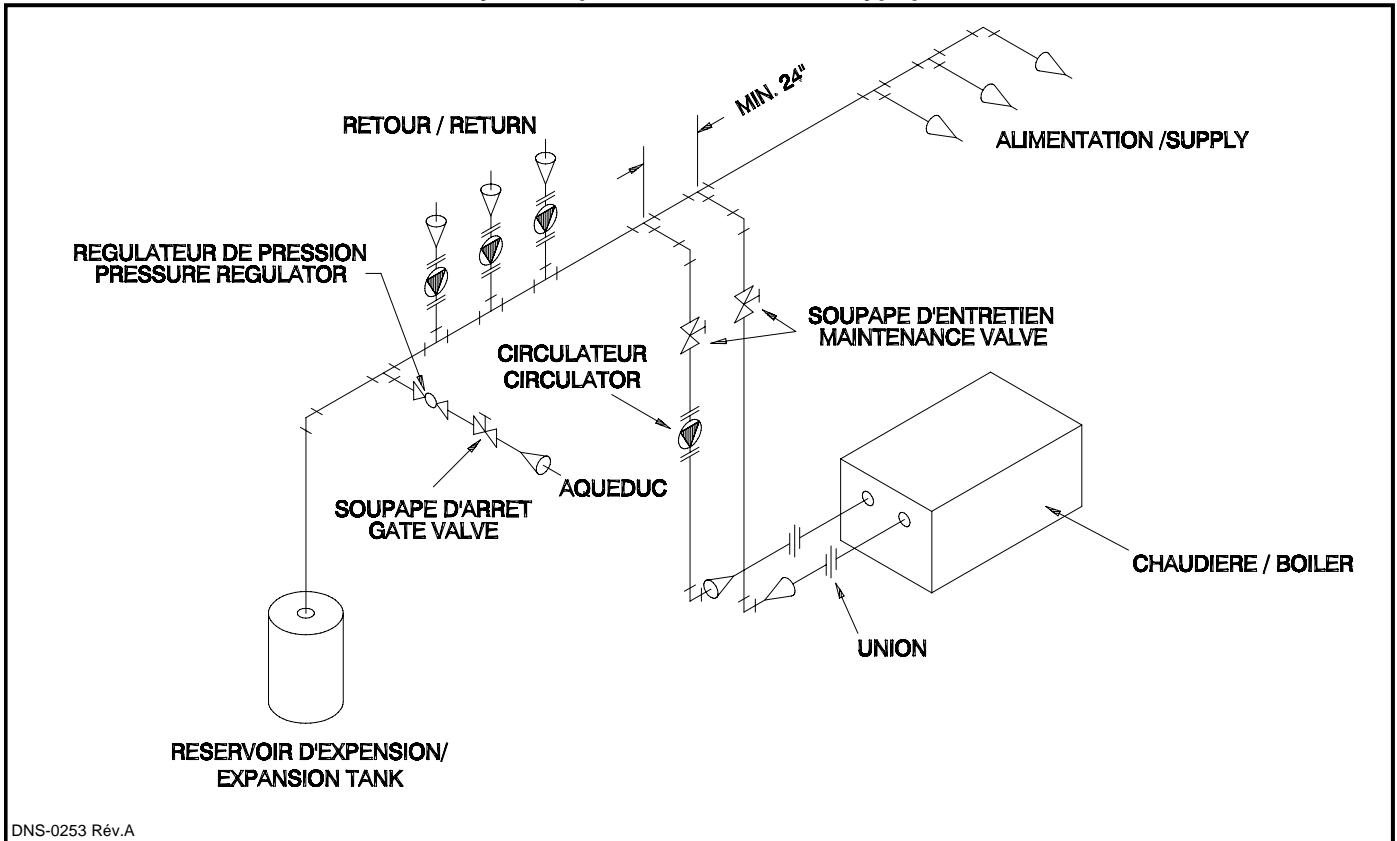 MIN. 24"
RETOUR / RETURN
ALIMENTATION /SUPPLY
REGULATEUR DE PRESSION
PRESSURE REGULATOR
SOUPAPE D'ENTRETIEN
MAINTENANCE VALVE
CIRCULATEUR
CIRCULATOR
AQUEDUC
SOUPAPE D'ARRET
GATE VALVE
CHAUDIERE / BOILER
UNION
RESERVOIR D'EXPENSION/
EXPANSION TANK
DNS-0253 Rév.A